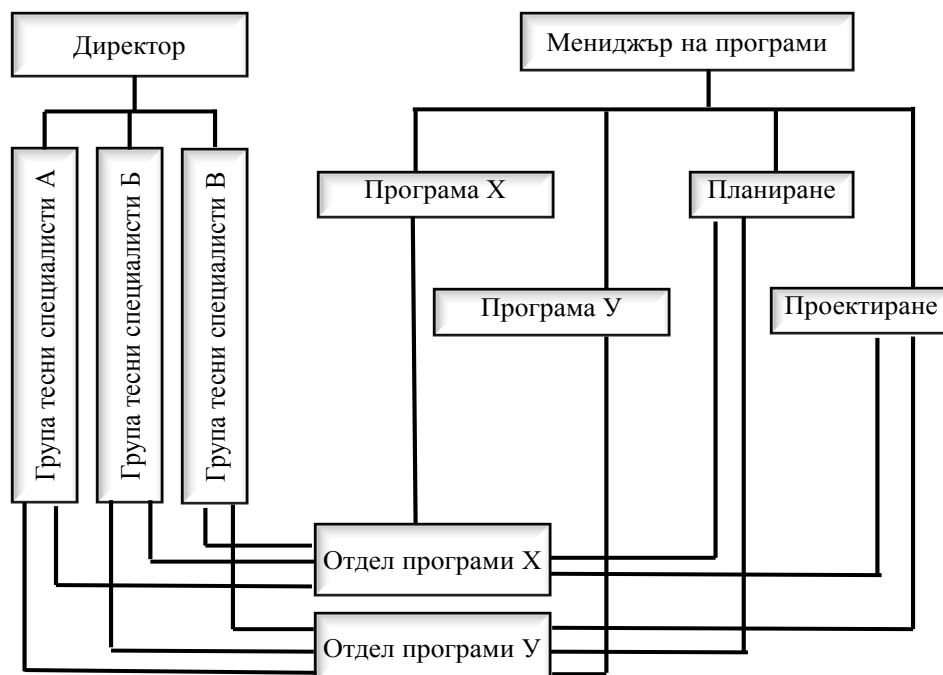 Директор
Мениджър на програми
Група тесни специалисти А
Група тесни специалисти Б
Група тесни специалисти В
Програма Х
Планиране
Програма У
Проектиране
Отдел програми Х
Отдел програми У